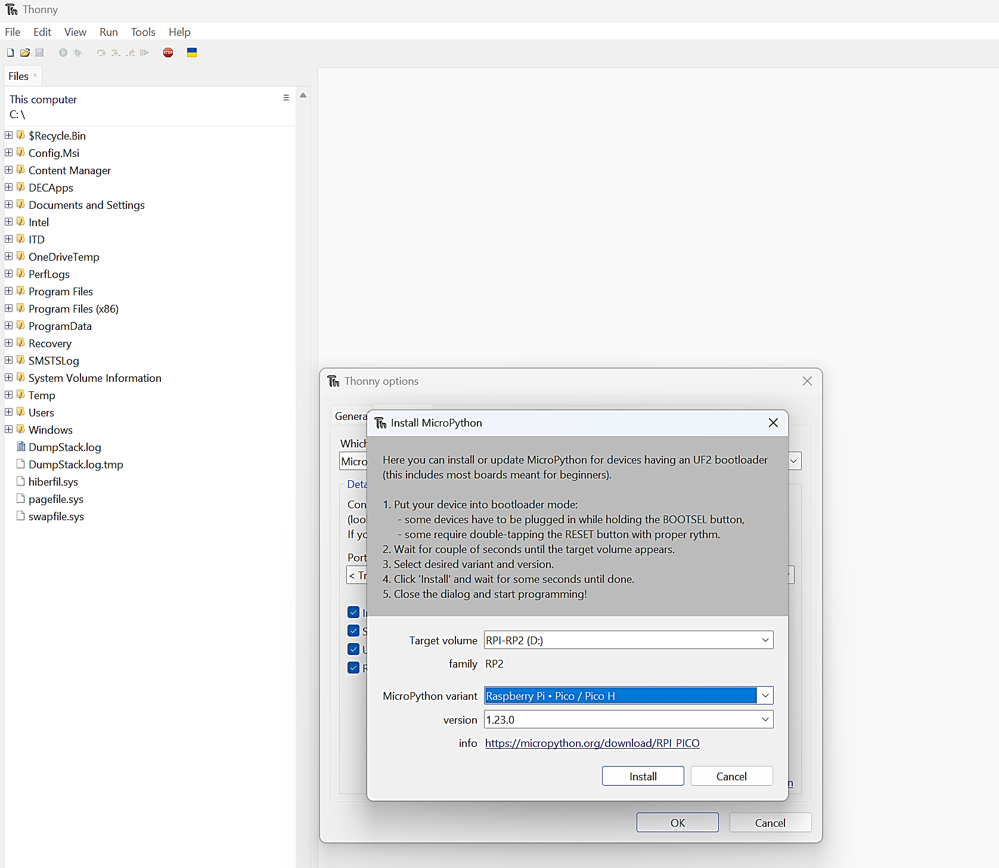 Thonny
File Edit View Run Tools Help
STOP
Files
This computer
C:\
$Recycle.Bin
Config.Msi
Content Manager
DECApps
Documents and Settings
Intel
ITD
OneDriveTemp
PerfLogs
Program Files
Program Files (x86)
ProgramData
Recovery
SMSTSLog
System Volume Information
Temp
Users
Windows
DumpStack.log
DumpStack.log.tmp
hiberfil.sys
pagefile.sys
swapfile.sys
Thonny options
Genera
Which
Micro
Deta
Con
(loo
If yo
Port
< Tr
Install MicroPython
Here you can install or update MicroPython for devices having an UF2 bootloader
(this includes most boards meant for beginners).
1. Put your device into bootloader mode:
- some devices have to be plugged in while holding the BOOTSEL button,
- some require double-tapping the RESET button with proper rythm.
2. Wait for couple of seconds until the target volume appears.
3. Select desired variant and version.
4. Click 'Install' and wait for some seconds until done.
5. Close the dialog and start programming!
Target volume RPI-RP2 (D:)
family RP2
MicroPython variant Raspberry Pi • Pico / Pico H
version 1.23.0
info https://micropython.org/download/RPI_PICO
Install Cancel
n
OK Cancel